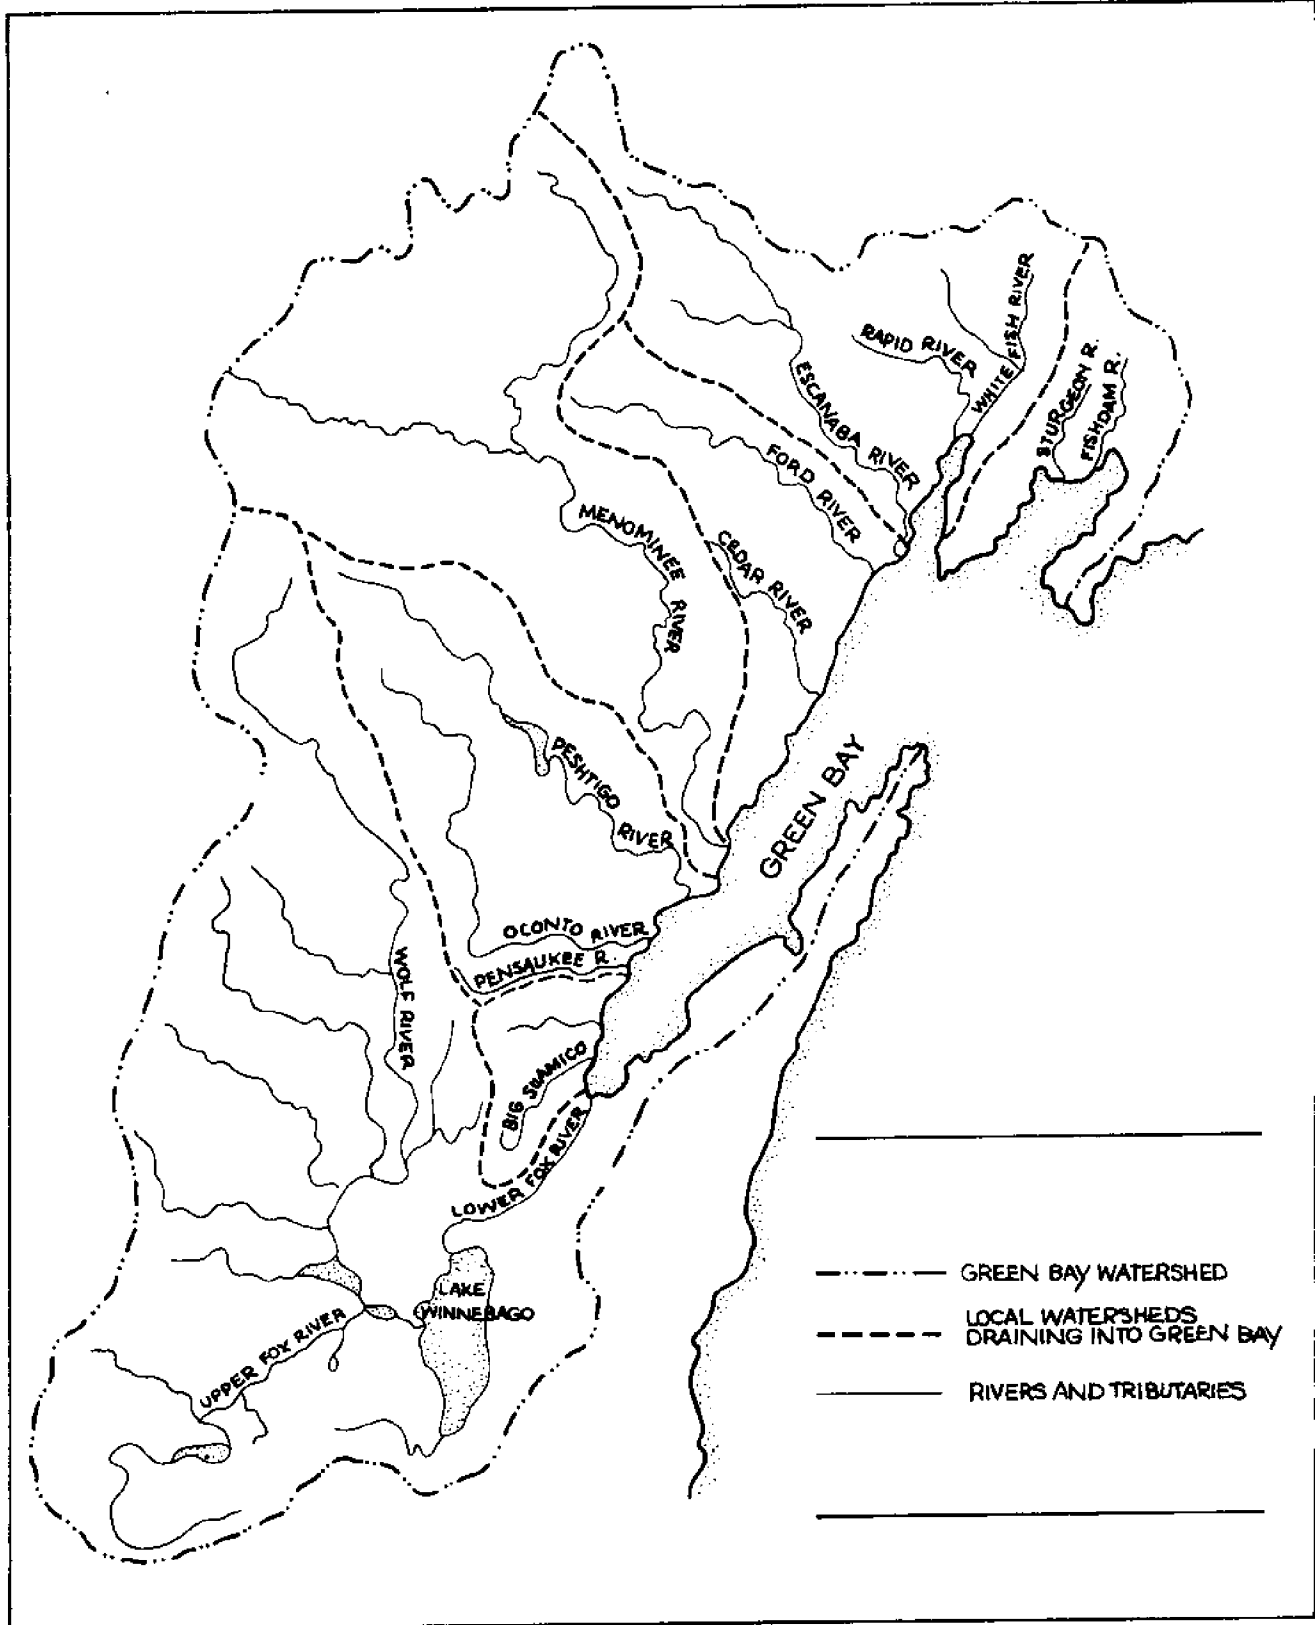 WHITE FISH RIVER
RAPID RIVER
STURGEON R.
FISHDAM R.
ESCANABA RIVER
FORD RIVER
CEDAR RIVER
MENOMINEE RIVER
PESHTIGO RIVER
GREEN BAY
OCONTO RIVER
PENSAUKEE R.
WOLF RIVER
BIG SUAMICO
LOWER FOX RIVER
LAKE
WINNEBAGO
UPPER FOX RIVER
GREEN BAY WATERSHED
LOCAL WATERSHEDS
DRAINING INTO GREEN BAY
RIVERS AND TRIBUTARIES